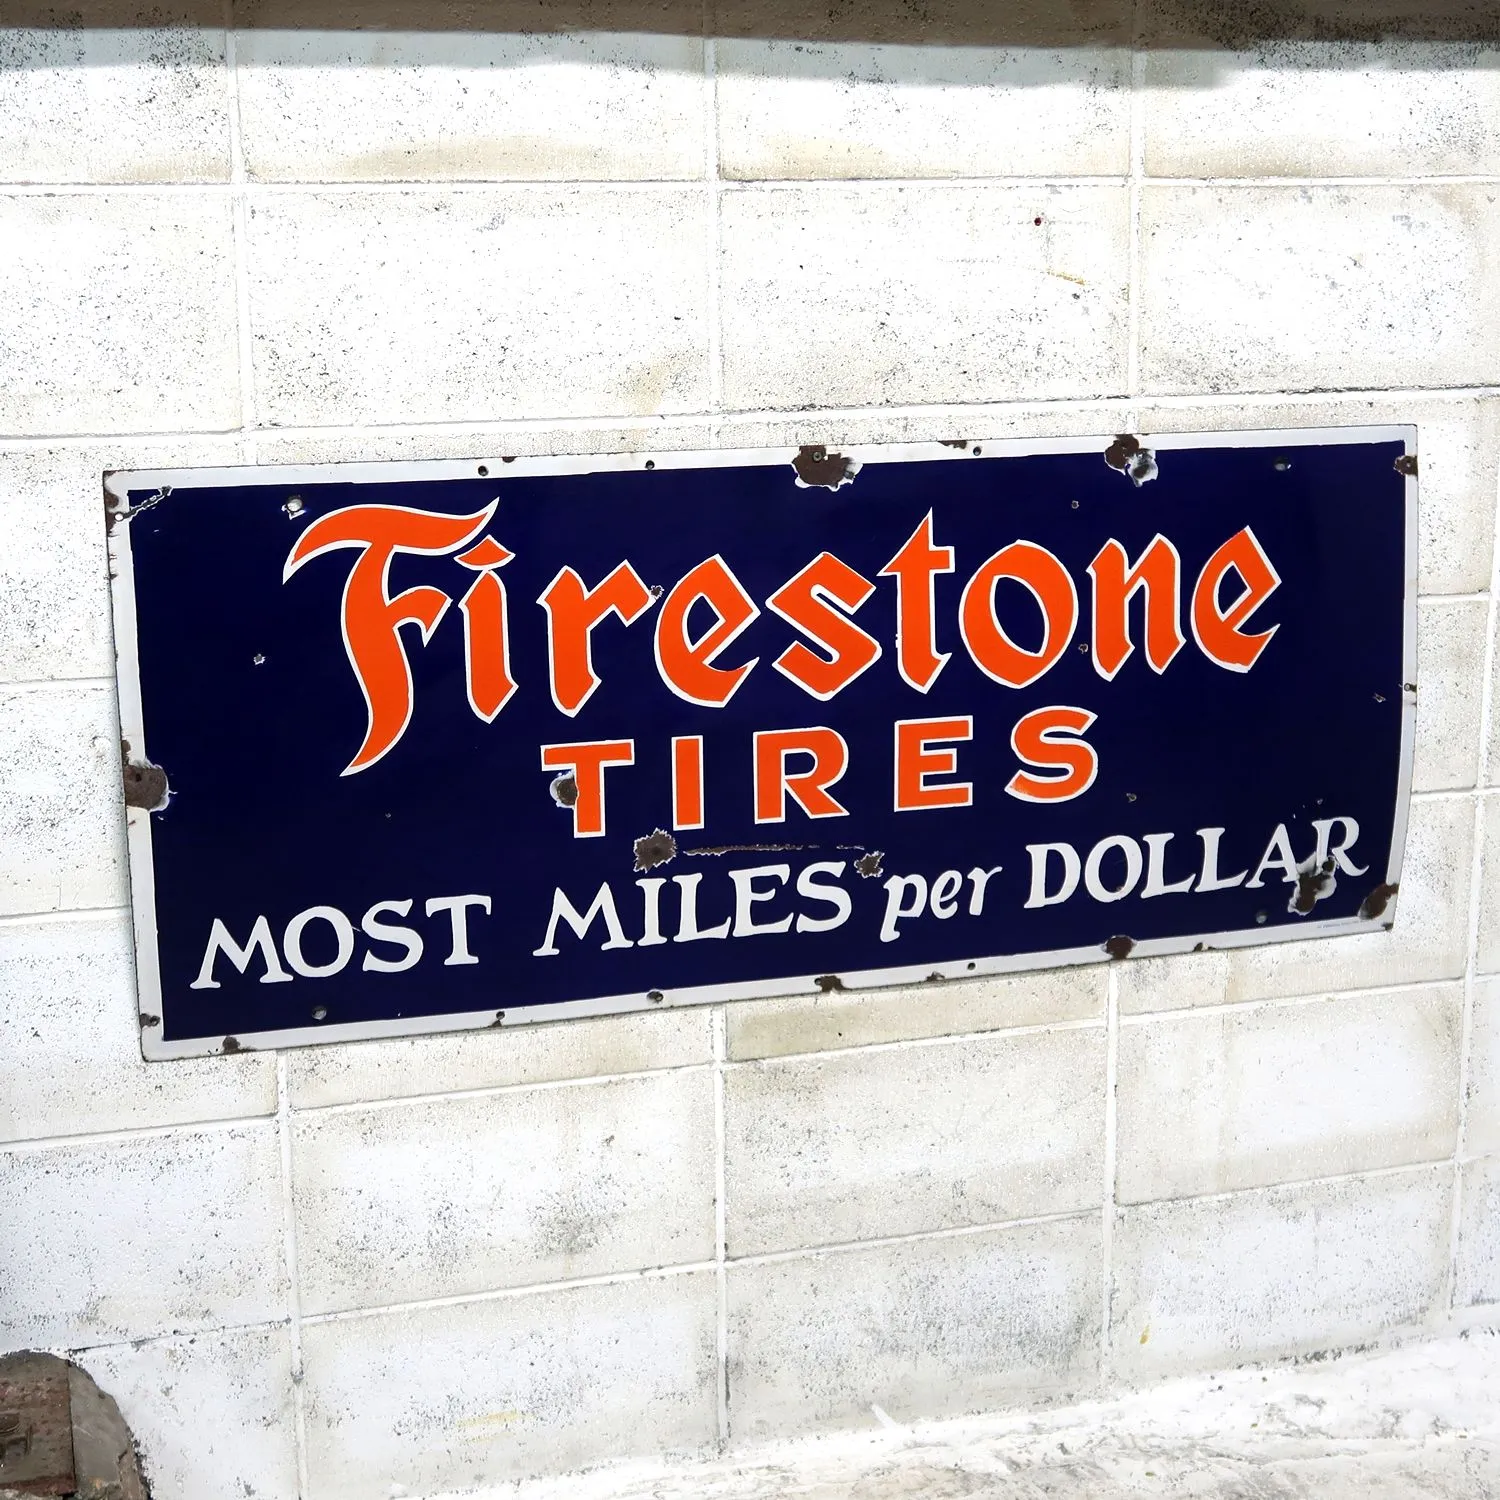 Firestone
TIRES
MOST MILES per DOLLAR